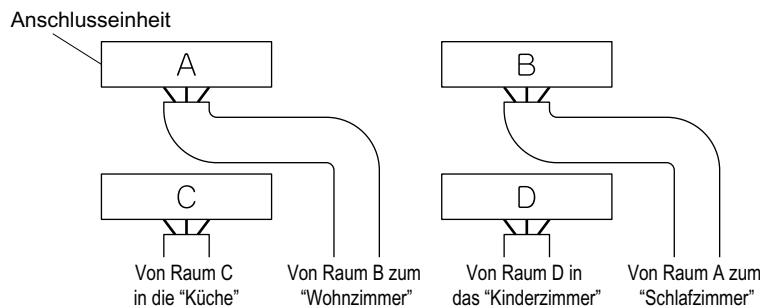 Anschlusseinheit
A
B
C
D
Von Raum C
in die “Küche”
Von Raum B zum
“Wohnzimmer”
Von Raum D in
das “Kinderzimmer”
Von Raum A zum
“Schlafzimmer”